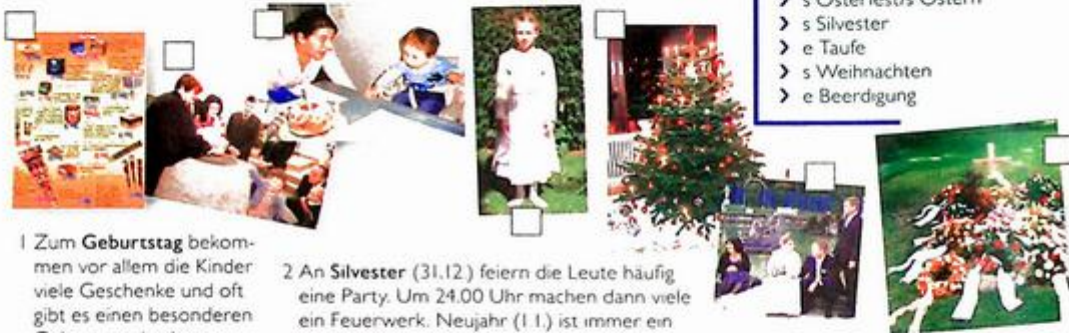 s Silvester
e Taufe
s Weihnachten
e Beerdigung
1 Zum Geburtstag bekom-
men vor allem die Kinder
viele Geschenke und oft
gibt es einen besonderen
2 An Silvester (31.12.) feiern die Leute häufig
eine Party. Um 24.00 Uhr machen dann viele
ein Feuerwerk. Neujahr (1.1.) ist immer ein